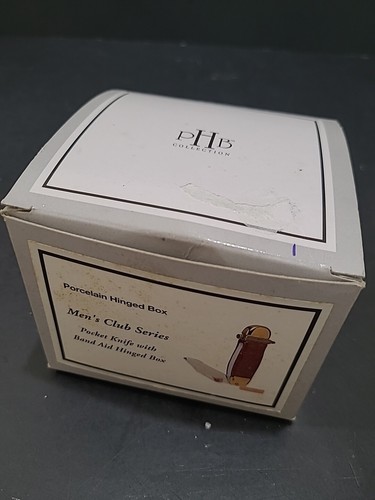 PHB
COLLECTION
Porcelain Hinged Box
Men's Club Series
Pocket Knife with
Band Aid Hinged Box